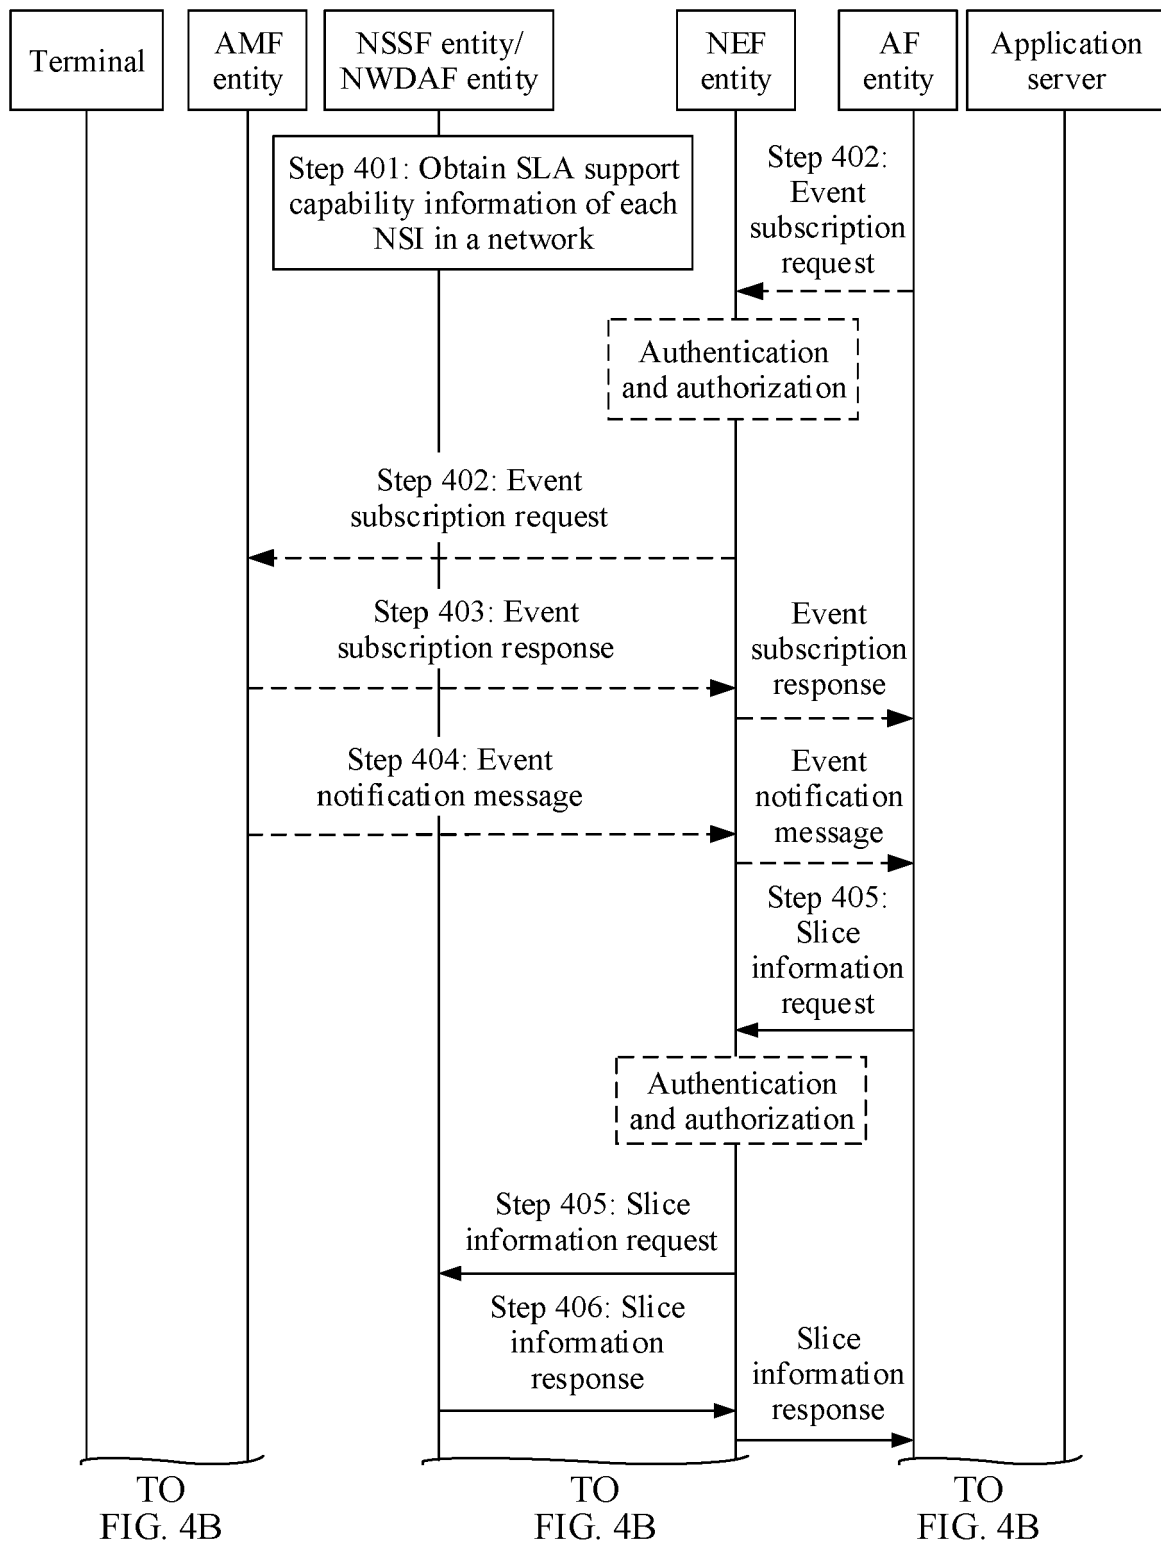 Terminal
AMF
entity
NSSF entity/
NWDAF entity
NEF
entity
AF
entity
Application
server
Step 401: Obtain SLA support
capability information of each
NSI in a network
Step 402:
Event
subscription
request
Authentication
and authorization
Step 402: Event
subscription request
Step 403: Event
subscription response
Event
subscription
response
Step 404: Event
notification message
Event
notification
message
Step 405:
Slice
information
request
Authentication
and authorization
Step 405: Slice
information request
Step 406: Slice
information
response
Slice
information
response
TO
FIG. 4B
TO
FIG. 4B
TO
FIG. 4B